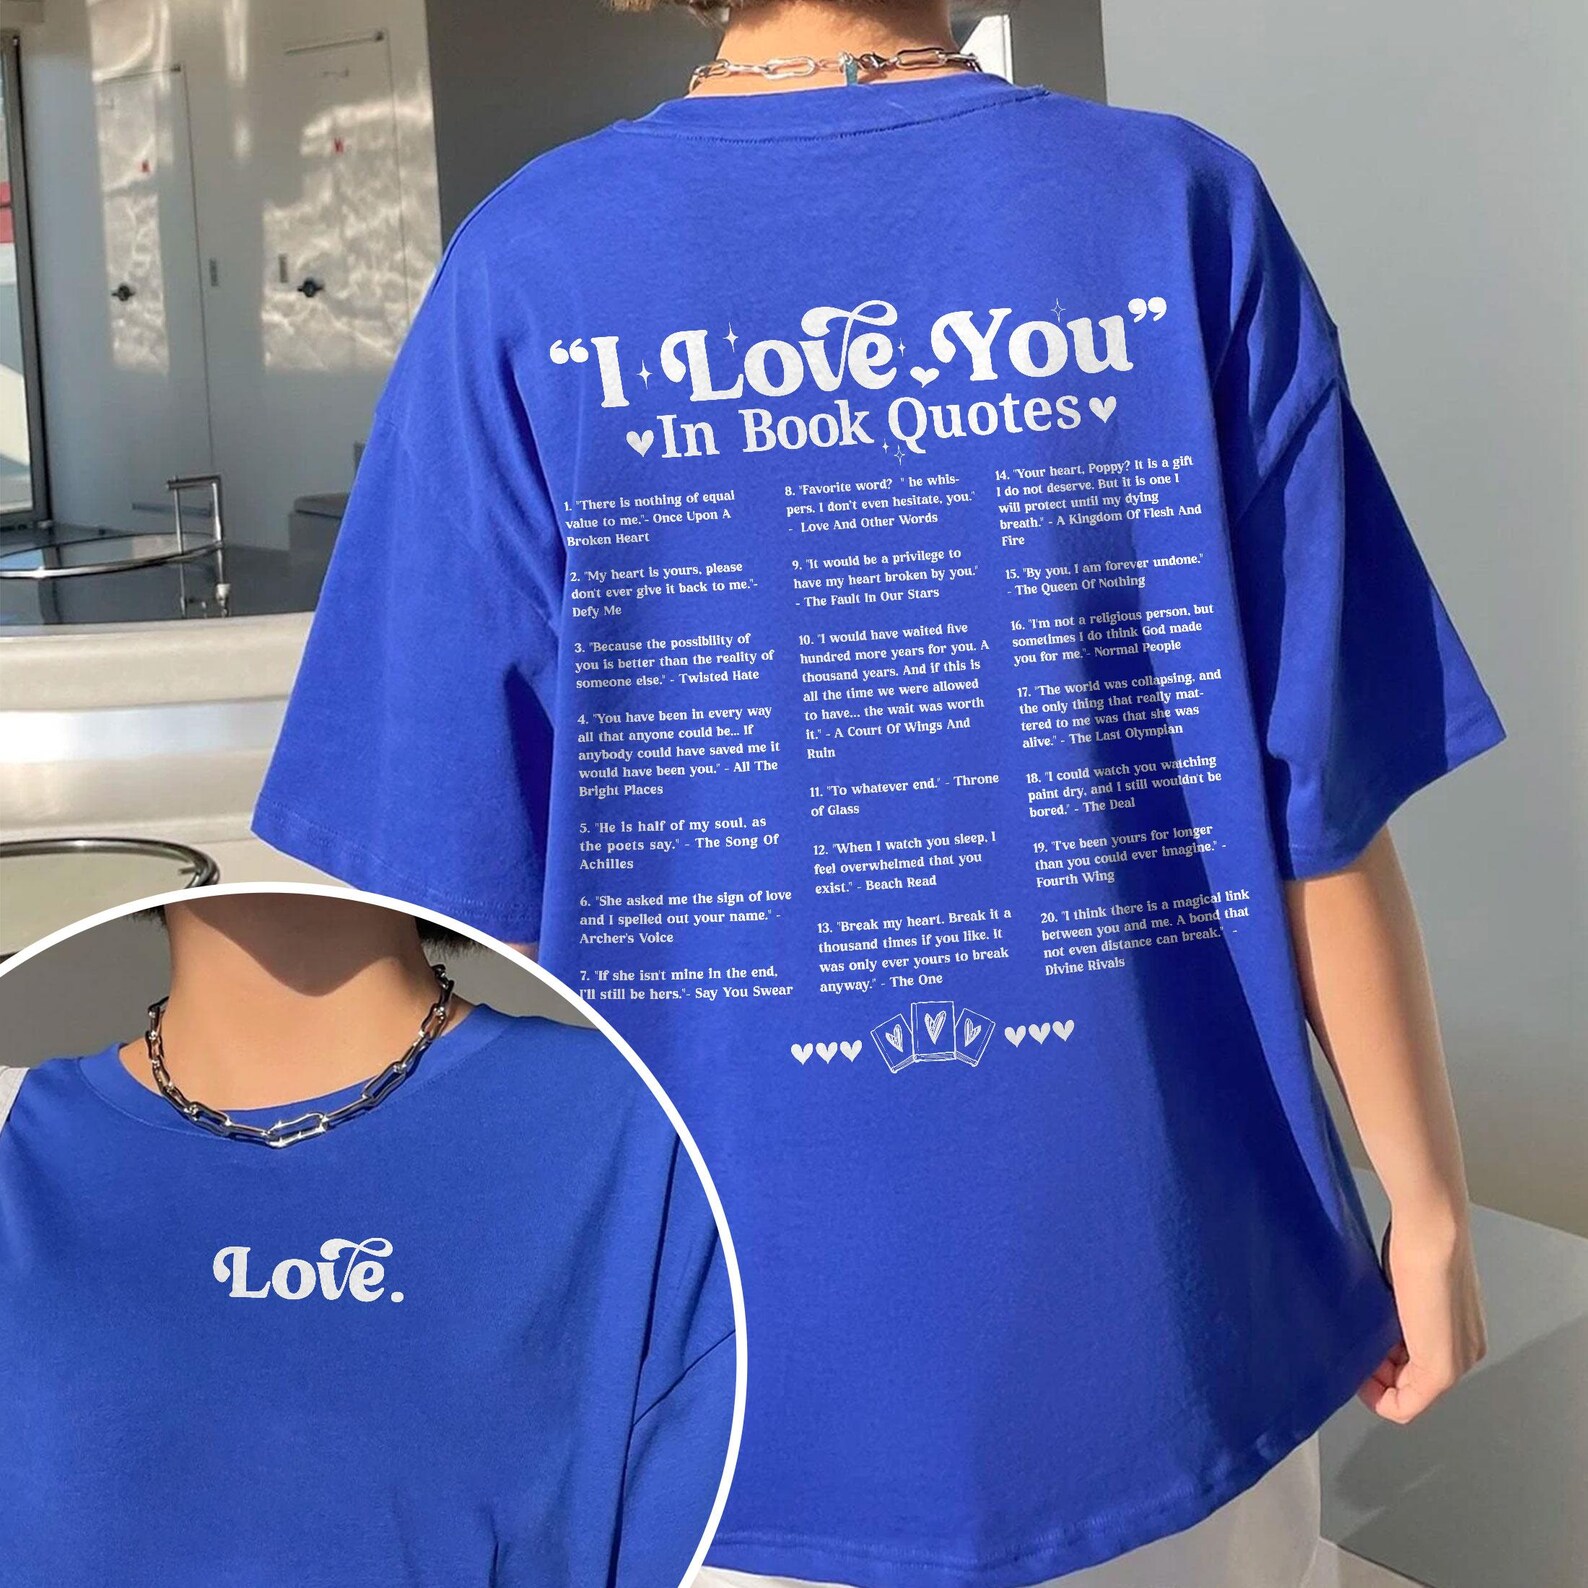 “I Love You”
In Book Quotes
1. "There is nothing of equal
value to me."- Once Upon A
Broken Heart
2. "My heart is yours, please
don't ever give it back to me."-
Defy Me
3. "Because the possibility of
you is better than the reality of
someone else." - Twisted Hate
4. "You have been in every way
all that anyone could be... If
anybody could have saved me it
would have been you." - All The
Bright Places
5. "He is half of my soul, as
the poets say." - The Song Of
Achilles
6. "She asked me the sign of love
and I spelled out your name." -
Archer's Voice
7. "If she isn't mine in the end,
I'll still be hers."- Say You Swear
8. "Favorite word? " he whis-
pers. I don't even hesitate, you."
- Love And Other Words
9. "It would be a privilege to
have my heart broken by you."
- The Fault In Our Stars
10. "I would have waited five
hundred more years for you. A
thousand years. And if this is
all the time we were allowed
to have... the wait was worth
it." - A Court Of Wings And
Ruin
11. "To whatever end." - Throne
of Glass
12. "When I watch you sleep, I
feel overwhelmed that you
exist." - Beach Read
13. "Break my heart. Break it a
thousand times if you like. It
was only ever yours to break
anyway." - The One
14. "Your heart, Poppy? It is a gift
I do not deserve. But it is one I
will protect until my dying
breath." - A Kingdom Of Flesh And
Fire
15. "By you, I am forever undone."
- The Queen Of Nothing
16. "I'm not a religious person, but
sometimes I do think God made
you for me."- Normal People
17. "The world was collapsing, and
the only thing that really mat-
tered to me was that she was
alive." - The Last Olympian
18. "I could watch you watching
paint dry, and I still wouldn't be
bored." - The Deal
19. "I've been yours for longer
than you could ever imagine." -
Fourth Wing
20. "I think there is a magical link
between you and me. A bond that
not even distance can break." -
Divine Rivals
Love.